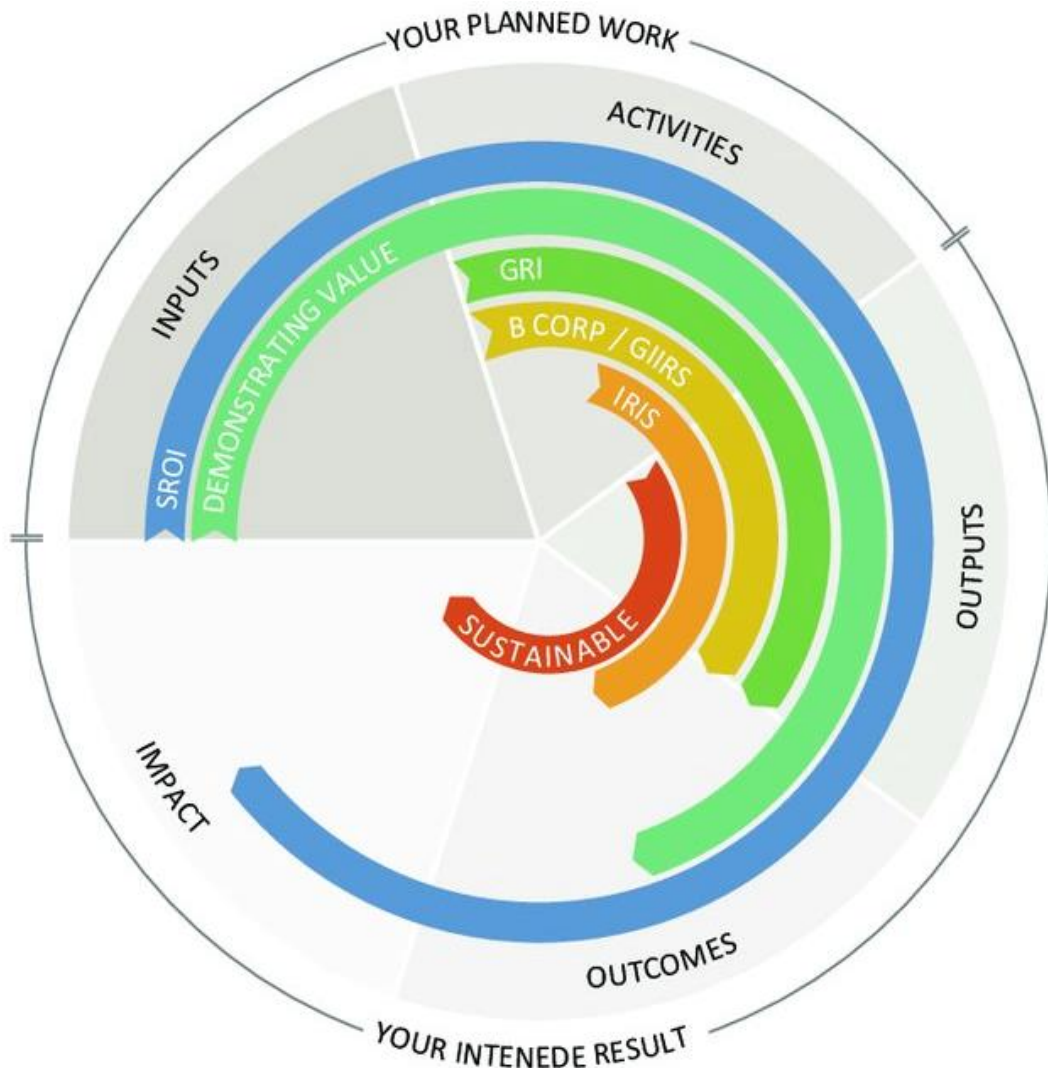 YOUR PLANNED WORK
ACTIVITIES
INPUTS
GRI
DEMONSTRATING VALUE
B CORP / GIIRS
IRIS
SROI
OUTPUTS
SUSTAINABLE
IMPACT
OUTCOMES
YOUR INTENEDE RESULT